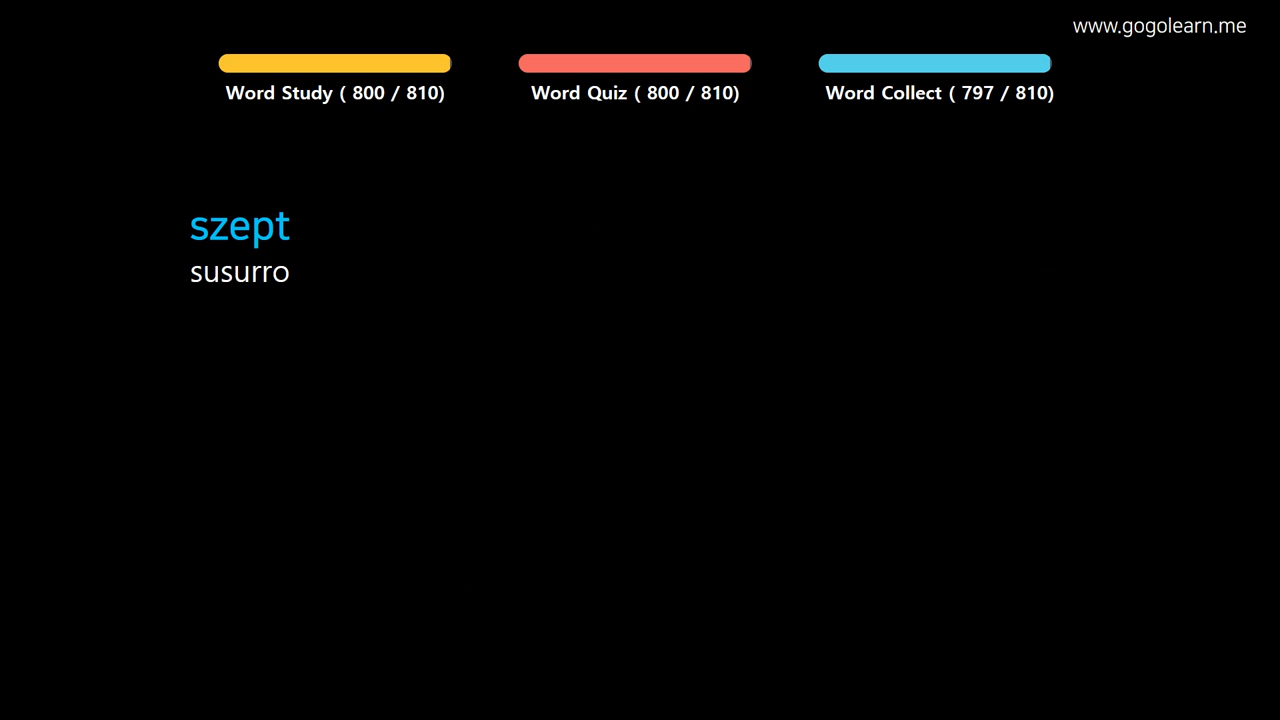 www.gogolearn.me
Word Study ( 800 / 810)
Word Quiz ( 800 / 810)
Word Collect ( 797 / 810)
szept
susurro